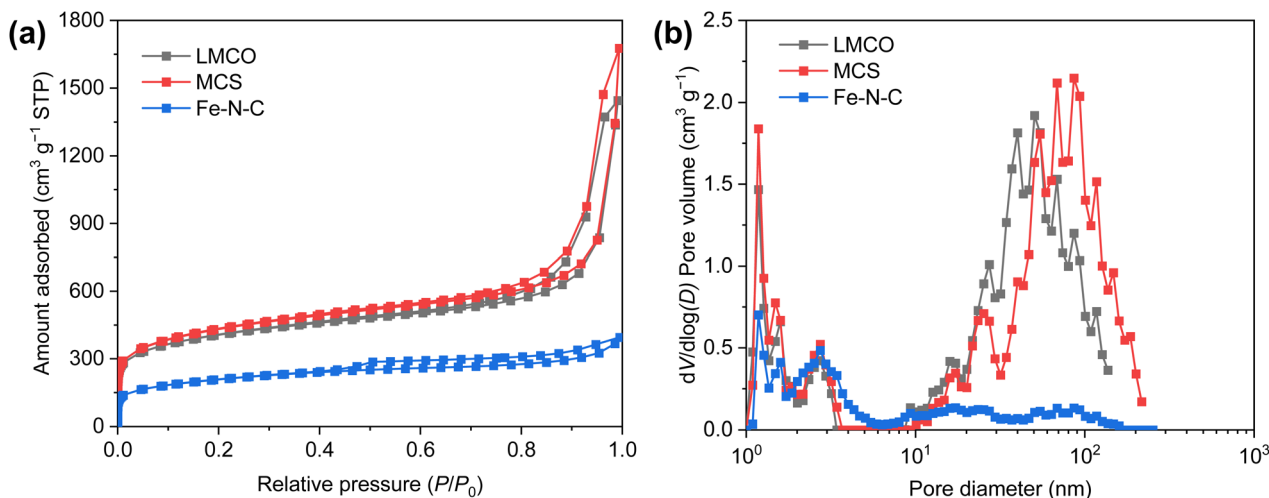 (a)
1800
1500
1200
900
600
300
0
Amount adsorbed (cm³ g⁻¹ STP)
LMCO
MCS
Fe-N-C
0.0 0.2 0.4 0.6 0.8 1.0
Relative pressure (P/P₀)
(b)
2.5
2.0
1.5
1.0
0.5
0.0
dV/dlog(D) Pore volume (cm³ g⁻¹)
LMCO
MCS
Fe-N-C
10⁰ 10¹ 10² 10³
Pore diameter (nm)